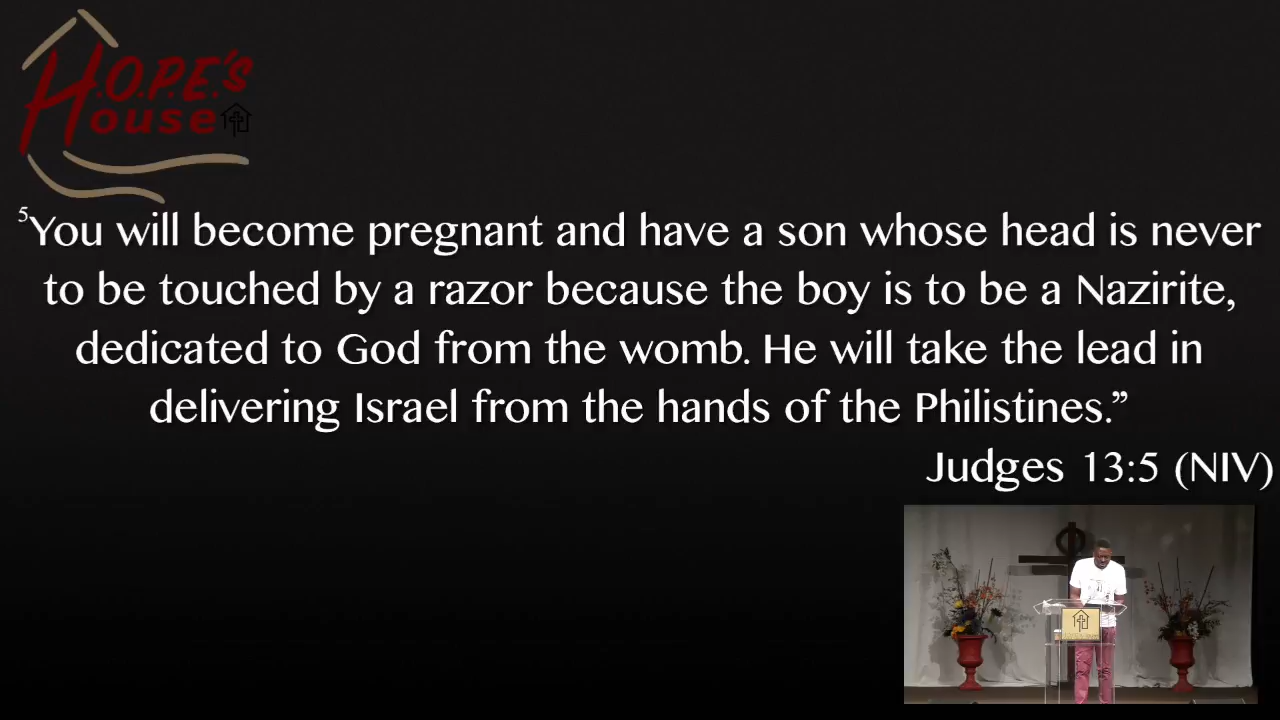 H.O.P.E.'S
House
⁵You will become pregnant and have a son whose head is never
to be touched by a razor because the boy is to be a Nazirite,
dedicated to God from the womb. He will take the lead in
delivering Israel from the hands of the Philistines.”
Judges 13:5 (NIV)